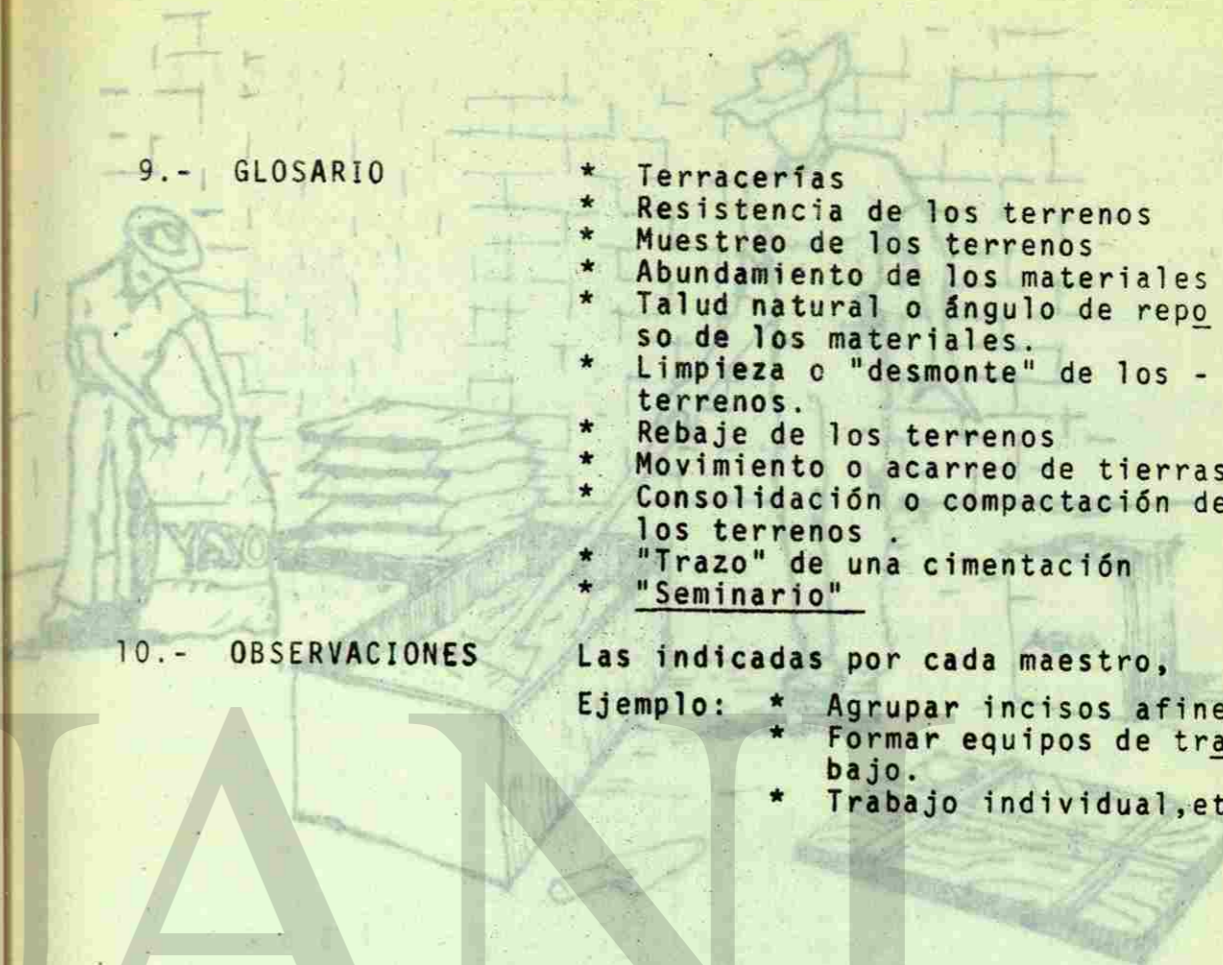 9.- GLOSARIO
* Terracerías
* Resistencia de los terrenos
* Muestreo de los terrenos
* Abundamiento de los materiales
* Talud natural o ángulo de repo
so de los materiales.
* Limpieza o "desmonte" de los -
terrenos.
* Rebaje de los terrenos
* Movimiento o acarreo de tierras
* Consolidación o compactación de
los terrenos .
* "Trazo" de una cimentación
* "Seminario"
10.- OBSERVACIONES Las indicadas por cada maestro,
Ejemplo: * Agrupar incisos afine
* Formar equipos de tra
bajo.
* Trabajo individual,et
YESO